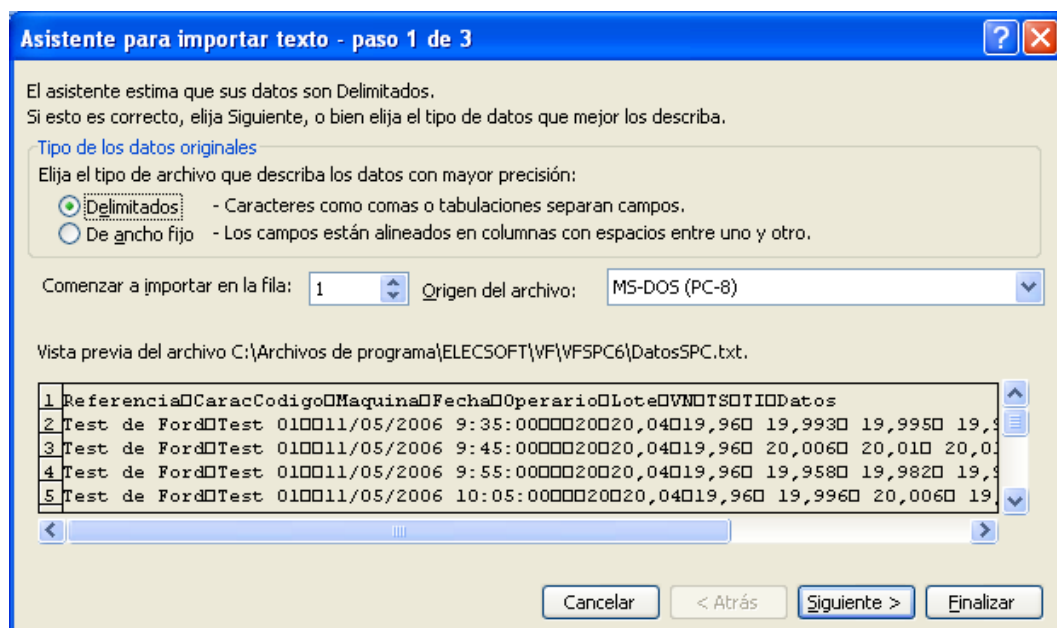 Asistente para importar texto - paso 1 de 3
El asistente estima que sus datos son Delimitados.
Si esto es correcto, elija Siguiente, o bien elija el tipo de datos que mejor los describa.
Tipo de los datos originales
Elija el tipo de archivo que describa los datos con mayor precisión:
Delimitados - Caracteres como comas o tabulaciones separan campos.
De ancho fijo - Los campos están alineados en columnas con espacios entre uno y otro.
Comenzar a importar en la fila: 1 Origen del archivo: MS-DOS (PC-8)
Vista previa del archivo C:\Archivos de programa\ELECSOFT\VF\VFSPC6\DatosSPC.txt.
1 Referencia□CaracCodigo□Maquina□Fecha□Operario□Lote□VN□TS□TI□Datos
2 Test de Ford□Test 01□□11/05/2006 9:35:00□□□20□20,04□19,96□ 19,993□ 19,995□ 19,9
3 Test de Ford□Test 01□□11/05/2006 9:45:00□□□20□20,04□19,96□ 20,006□ 20,01□ 20,01
4 Test de Ford□Test 01□□11/05/2006 9:55:00□□□20□20,04□19,96□ 19,958□ 19,982□ 19,9
5 Test de Ford□Test 01□□11/05/2006 10:05:00□□□20□20,04□19,96□ 19,996□ 20,006□ 19,
Cancelar < Atrás Siguiente > Finalizar